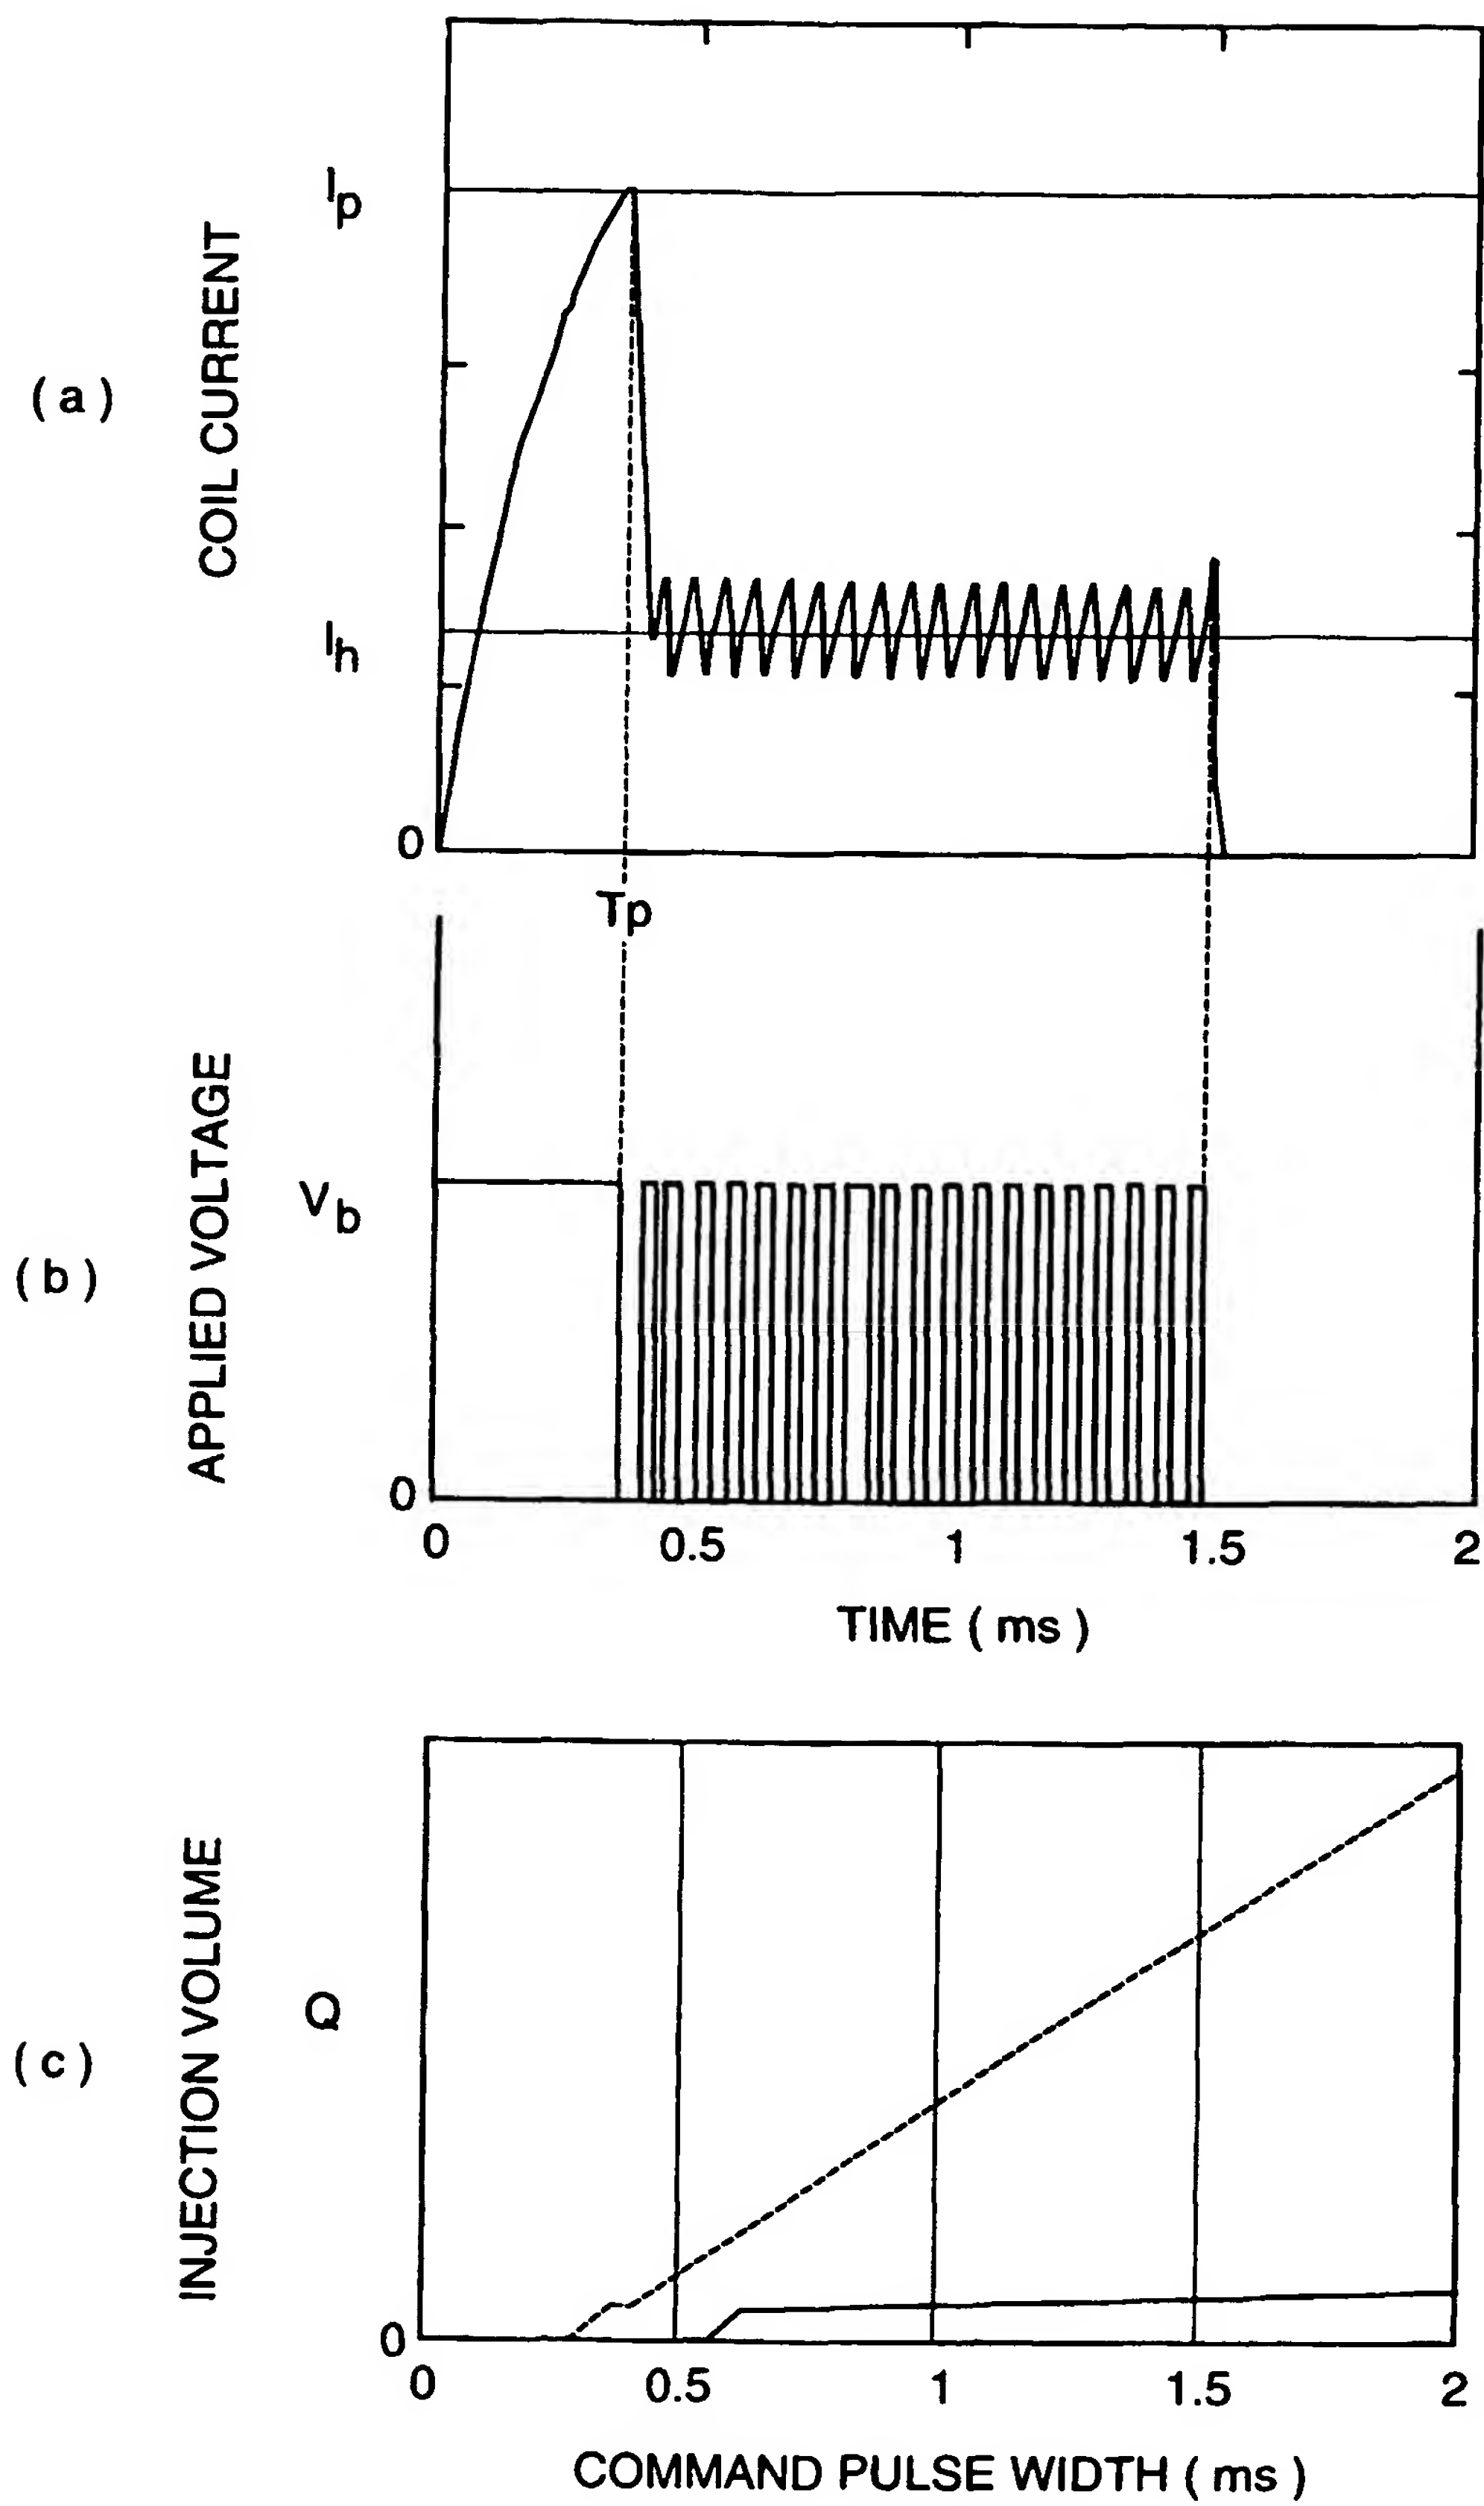 (a)
COIL CURRENT
Ip
Ih
0
Tp
(b)
APPLIED VOLTAGE
Vb
0
0 0.5 1 1.5 2
TIME (ms)
(c)
INJECTION VOLUME
Q
0
0 0.5 1 1.5 2
COMMAND PULSE WIDTH (ms)